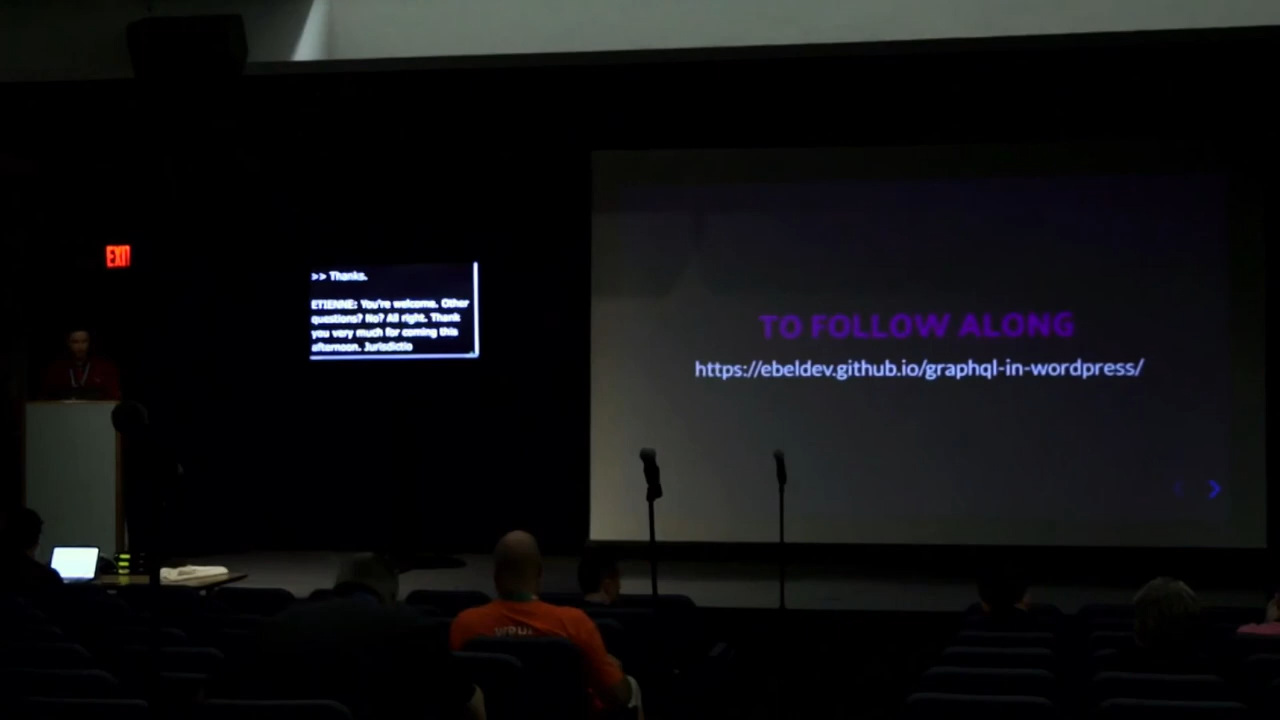 EXIT
>> Thanks.
ETIENNE: You're welcome. Other
questions? No? All right. Thank
you very much for coming this
afternoon. Jurisdictio
TO FOLLOW ALONG
https://ebeldev.github.io/graphql-in-wordpress/